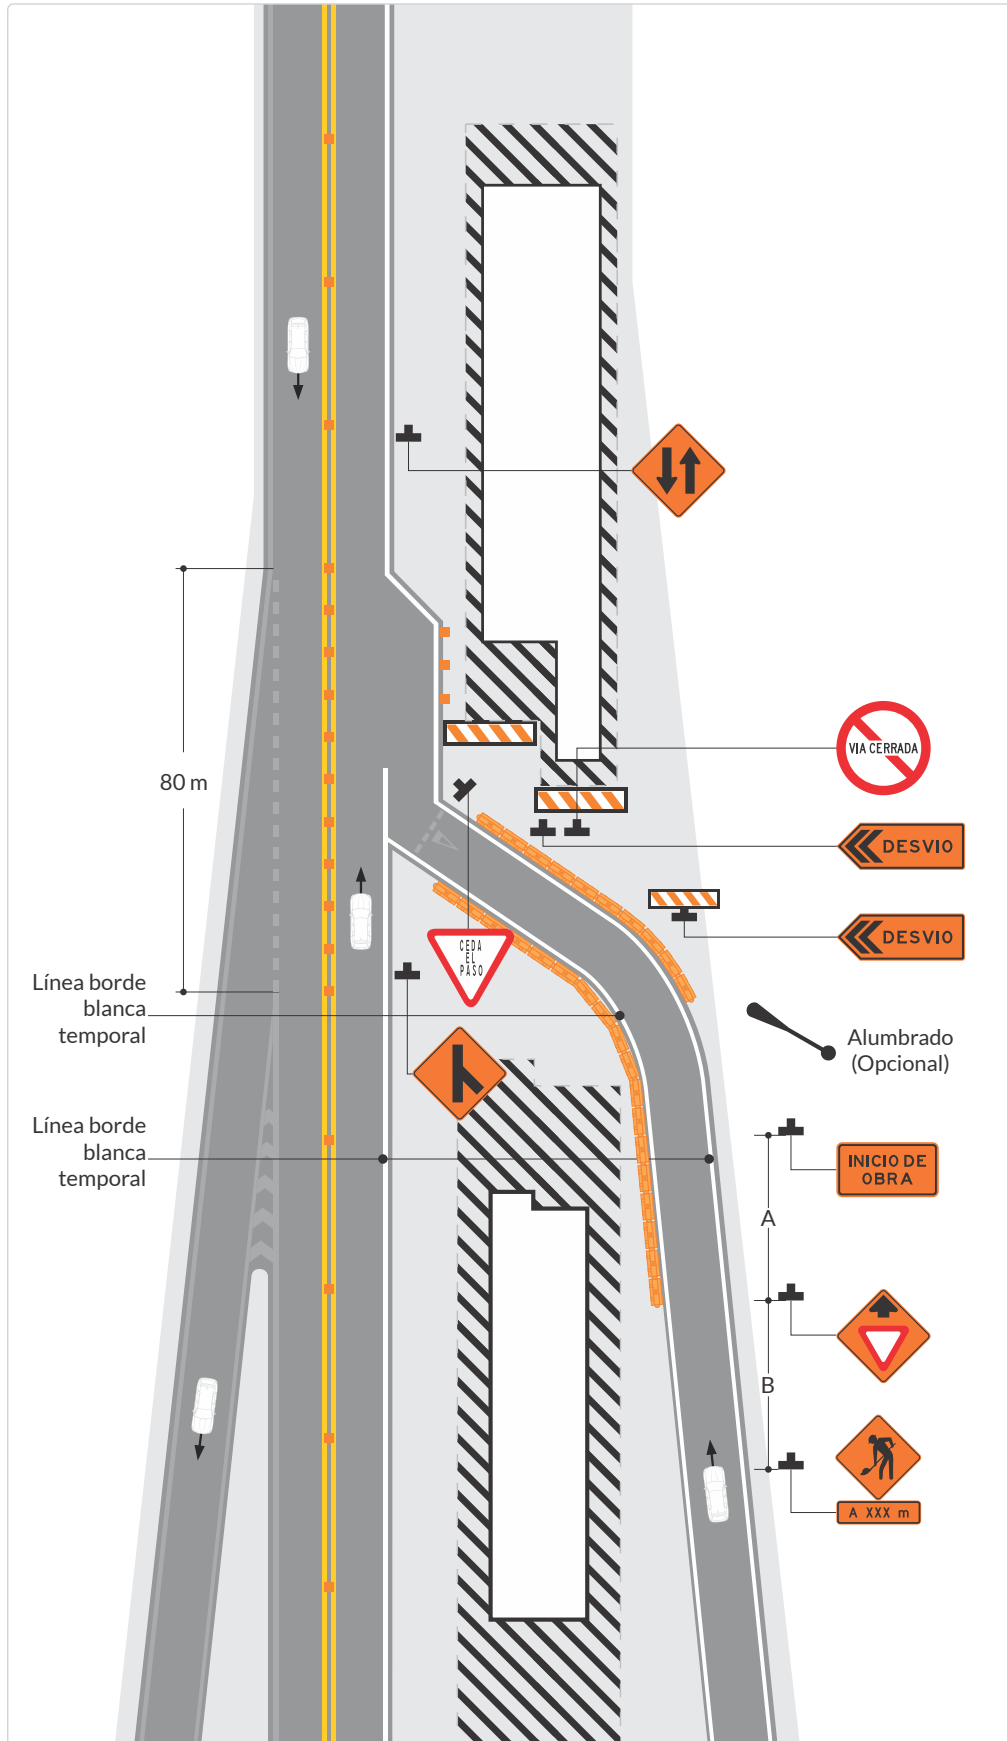 VIA CERRADA
80 m
DESVIO
DESVIO
CEDA
EL
PASO
Línea borde
blanca
temporal
Alumbrado
(Opcional)
Línea borde
blanca
temporal
INICIO DE
OBRA
A
B
A XXX m